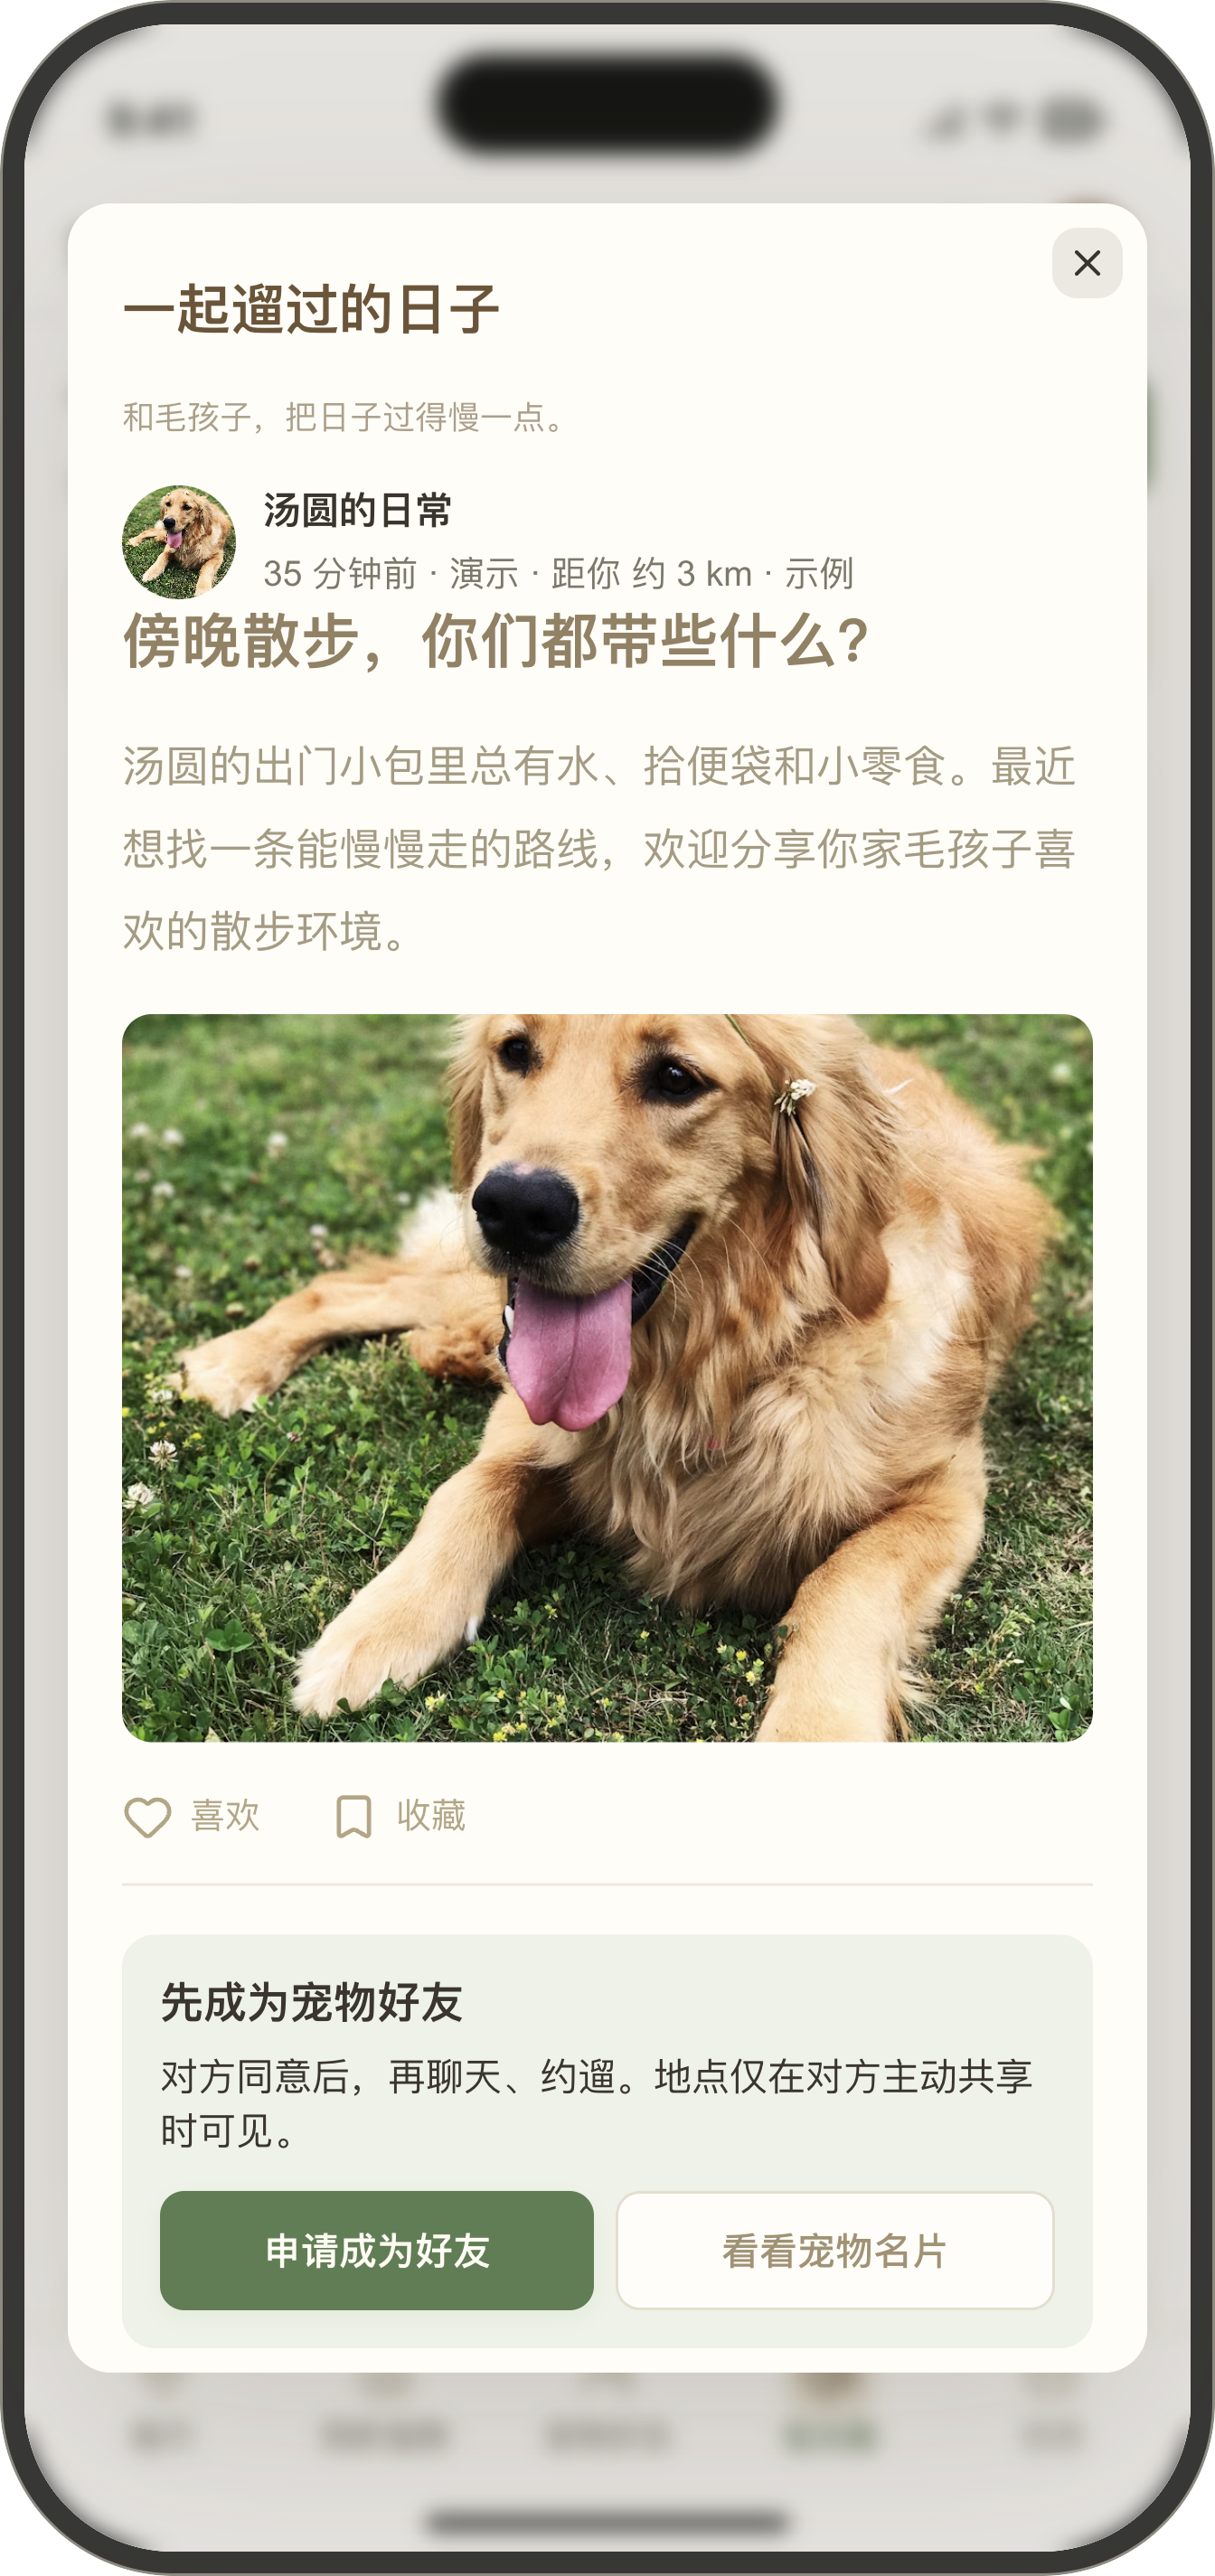 一起遛过的日子
和毛孩子，把日子过得慢一点。
汤圆的日常
35 分钟前 · 演示 · 距你 约 3 km · 示例
傍晚散步，你们都带些什么？
汤圆的出门小包里总有水、拾便袋和小零食。最近
想找一条能慢慢走的路线，欢迎分享你家毛孩子喜
欢的散步环境。
喜欢 收藏
先成为宠物好友
对方同意后，再聊天、约遛。地点仅在对方主动共享
时可见。
申请成为好友 看看宠物名片